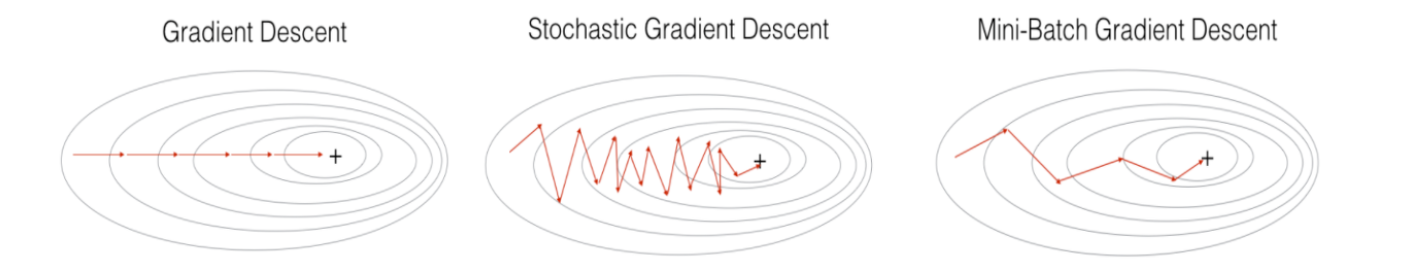 Gradient Descent
Stochastic Gradient Descent
Mini-Batch Gradient Descent